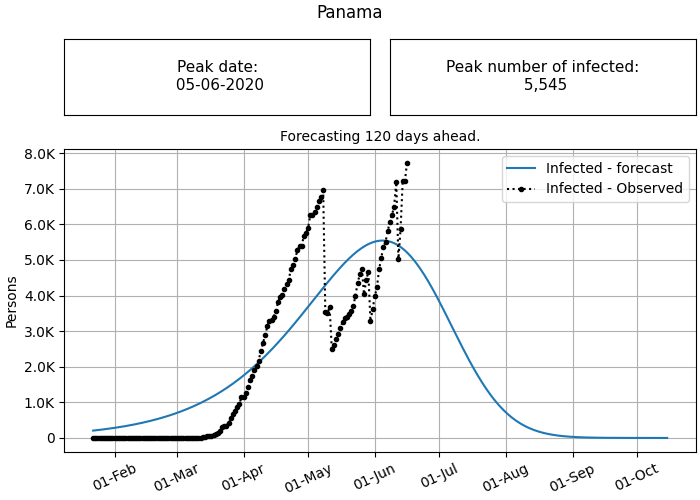 Panama
Peak date:
05-06-2020
Peak number of infected:
5,545
Forecasting 120 days ahead.
8.0K
7.0K
6.0K
5.0K
4.0K
3.0K
2.0K
1.0K
0
Persons
Infected - forecast
Infected - Observed
01-Feb
01-Mar
01-Apr
01-May
01-Jun
01-Jul
01-Aug
01-Sep
01-Oct